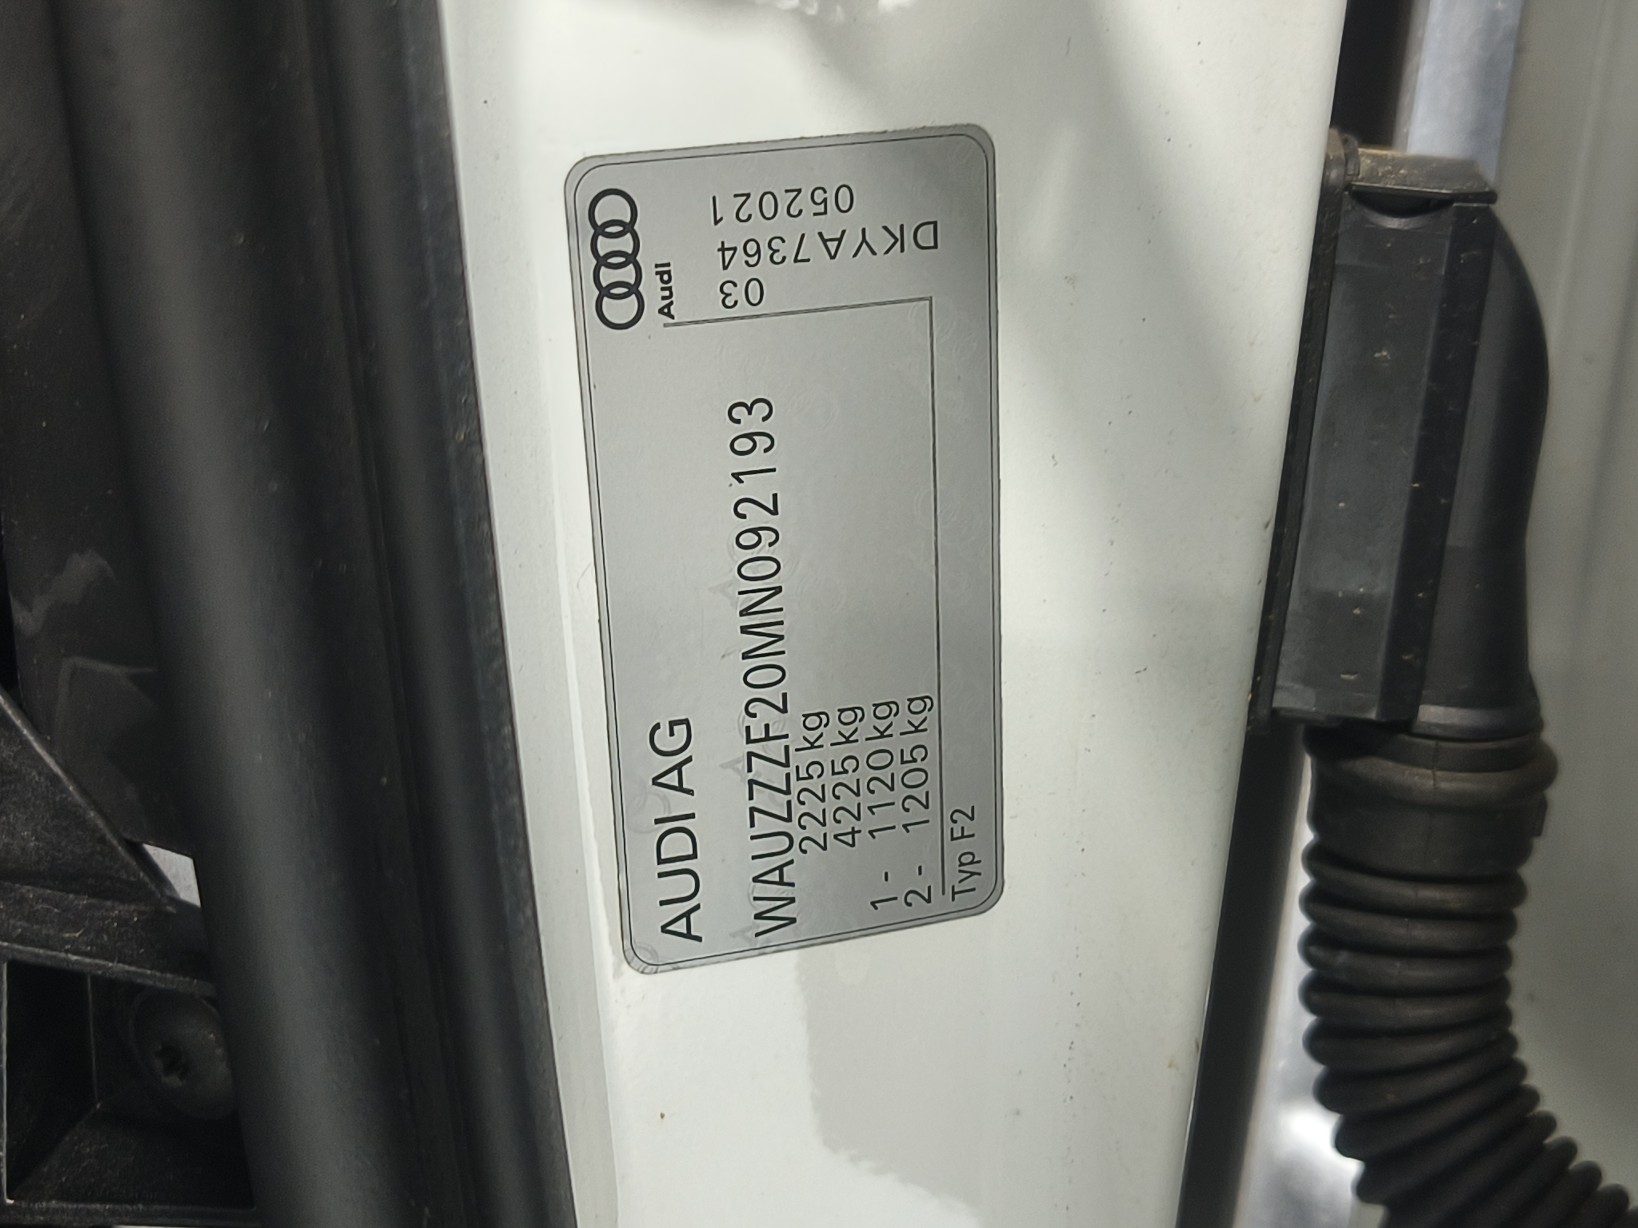 AUDI AG
Audi
WAUZZZF20MN092193
2225 kg
4225 kg
1 - 1120 kg
2 - 1205 kg
Typ F2
03
DKYA7364
052021